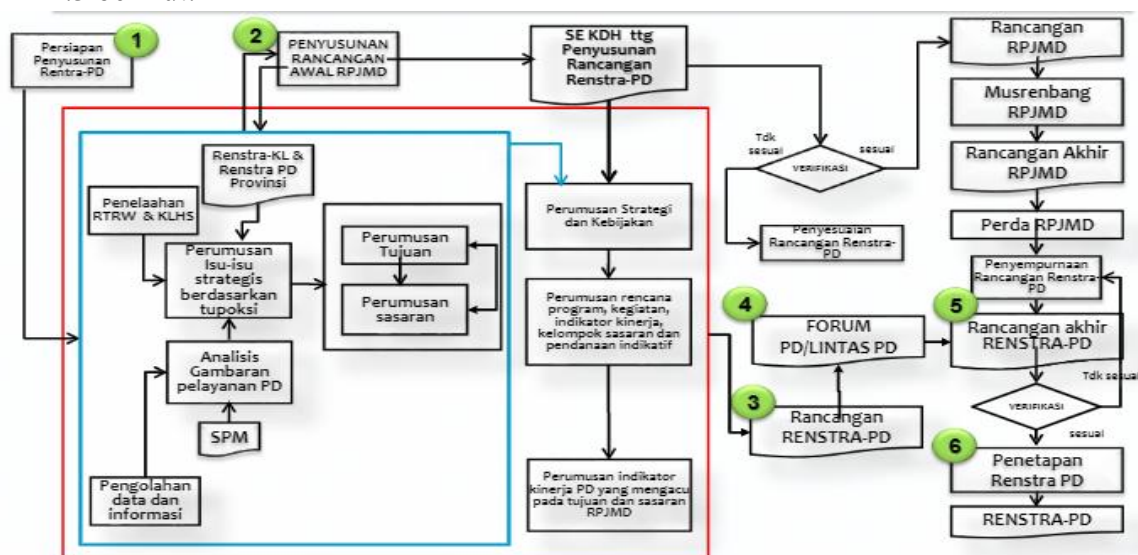 1
Persiapan
Penyusunan
Rentra-PD
2
PENYUSUNAN
RANCANGAN
AWAL RPJMD
SE KDH ttg
Penyusunan
Rancangan
Renstra-PD
Rancangan
RPJMD
Musrenbang
RPJMD
Rancangan Akhir
RPJMD
Perda RPJMD
Tdk
sesuai
sesuai
VERIFIKASI
Penyesuaian
Rancangan Renstra-
PD
Renstra-KL &
Renstra PD
Provinsi
Penelaahan
RTRW & KLHS
Perumusan
Isu-isu
strategis
berdasarkan
tupoksi
Perumusan
Tujuan
Perumusan
sasaran
Analisis
Gambaran
pelayanan PD
SPM
Pengolahan
data dan
informasi
Perumusan Strategi
dan Kebijakan
Perumusan rencana
program, kegiatan,
indikator kinerja,
kelompok sasaran dan
pendanaan indikatif
Perumusan indikator
kinerja PD yang mengacu
pada tujuan dan sasaran
RPJMD
3
Rancangan
RENSTRA-PD
4
FORUM
PD/LINTAS PD
Penyempurnaan
Rancangan Renstra-
PD
5
Rancangan akhir
RENSTRA-PD
Tdk sesuai
VERIFIKASI
sesuai
6
Penetapan
Renstra PD
RENSTRA-PD